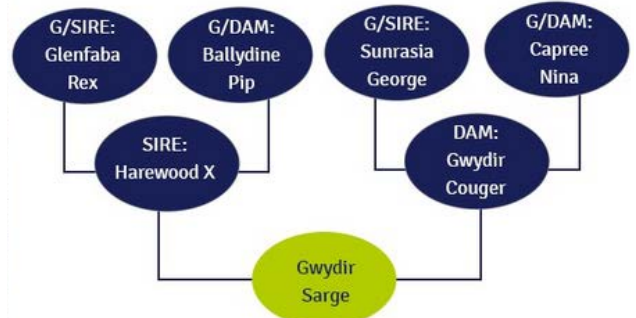 G/SIRE:
Glenfaba
Rex
G/DAM:
Ballydine
Pip
G/SIRE:
Sunrasia
George
G/DAM:
Capree
Nina
SIRE:
Harewood X
DAM:
Gwydir
Couger
Gwydir
Sarge